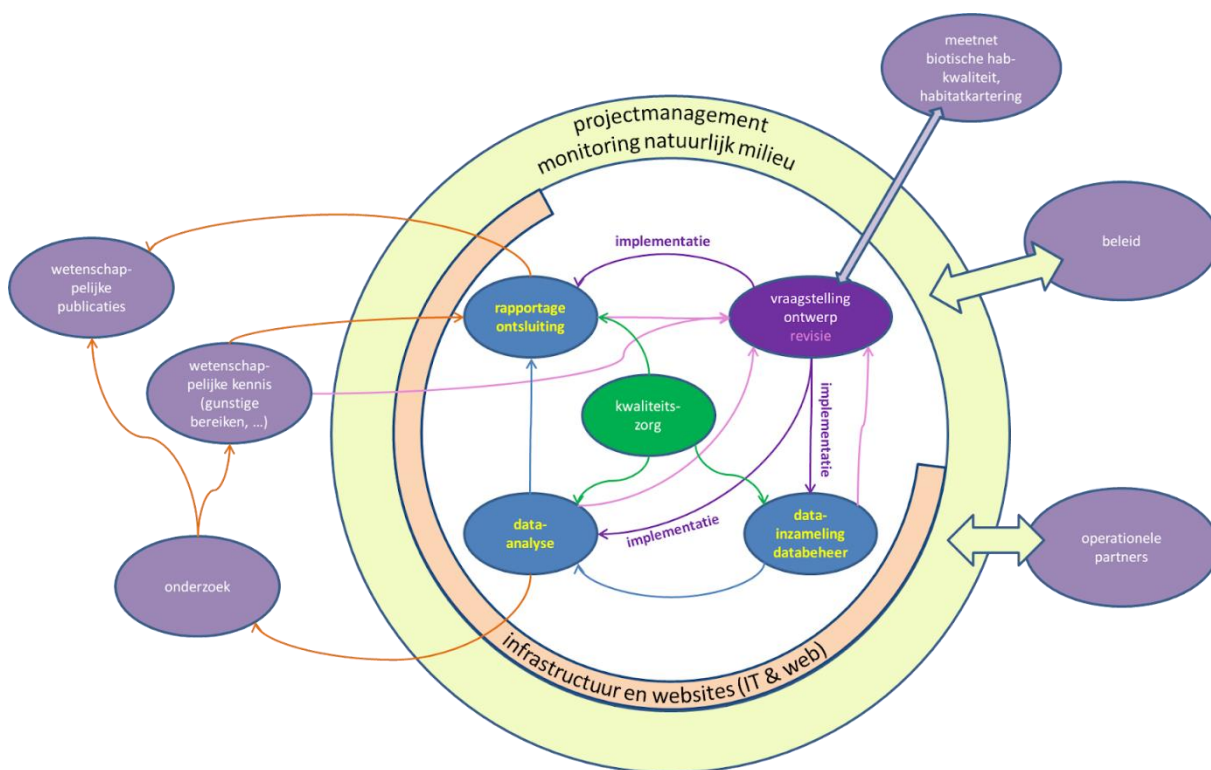 meetnet
biotische hab-
kwaliteit,
habitatkartering
projectmanagement
monitoring natuurlijk milieu
beleid
implementatie
wetenschap-
pelijke
publicaties
rapportage
ontsluiting
vraagstelling
ontwerp
revisie
wetenschap-
pelijke kennis
(gunstige
bereiken, ...)
kwaliteits-
zorg
implementatie
data-
analyse
implementatie
data-
inzameling
databeheer
operationele
partners
onderzoek
infrastructuur en websites (IT & web)